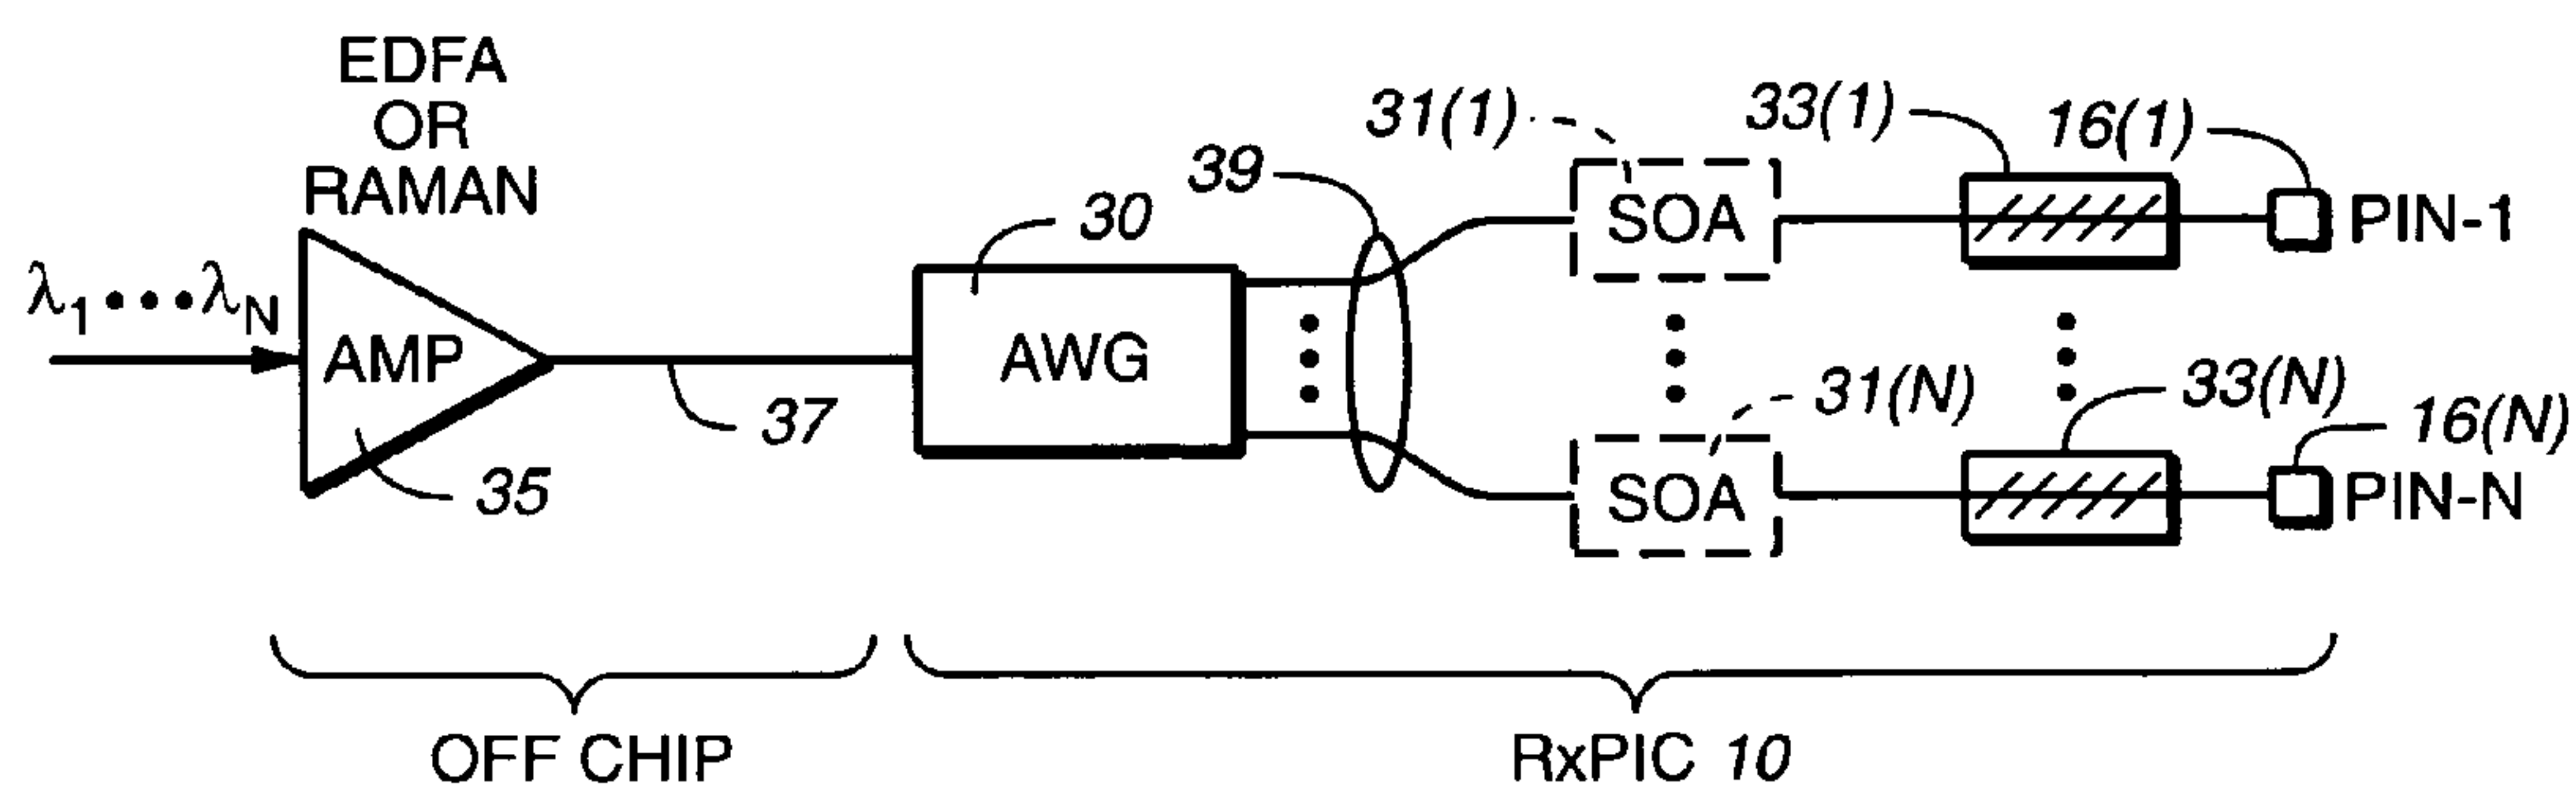 EDFA
OR
RAMAN
λ1•••λN
AMP
35
37
30
AWG
39
31(1)
SOA
33(1)
16(1)
PIN-1
31(N)
SOA
33(N)
16(N)
PIN-N
OFF CHIP
RxPIC 10